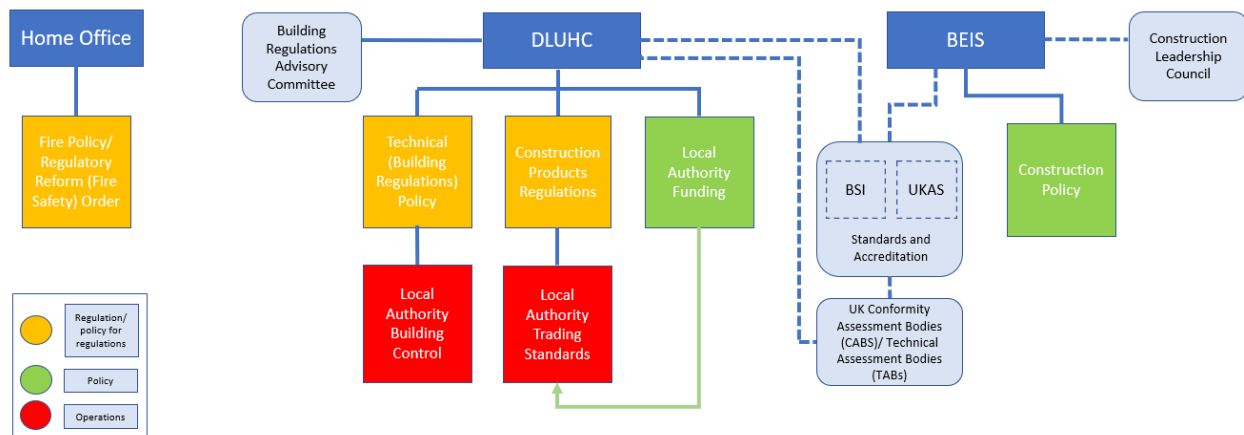 Home Office
Building
Regulations
Advisory
Committee
DLUHC
BEIS
Construction
Leadership
Council
Fire Policy/
Regulatory
Reform (Fire
Safety) Order
Technical
(Building
Regulations)
Policy
Construction
Products
Regulations
Local
Authority
Funding
BSI
UKAS
Standards and
Accreditation
Construction
Policy
Local
Authority
Building
Control
Local
Authority
Trading
Standards
UK Conformity
Assessment Bodies
(CABS)/ Technical
Assessment Bodies
(TABs)
Regulation/
policy for
regulations
Policy
Operations